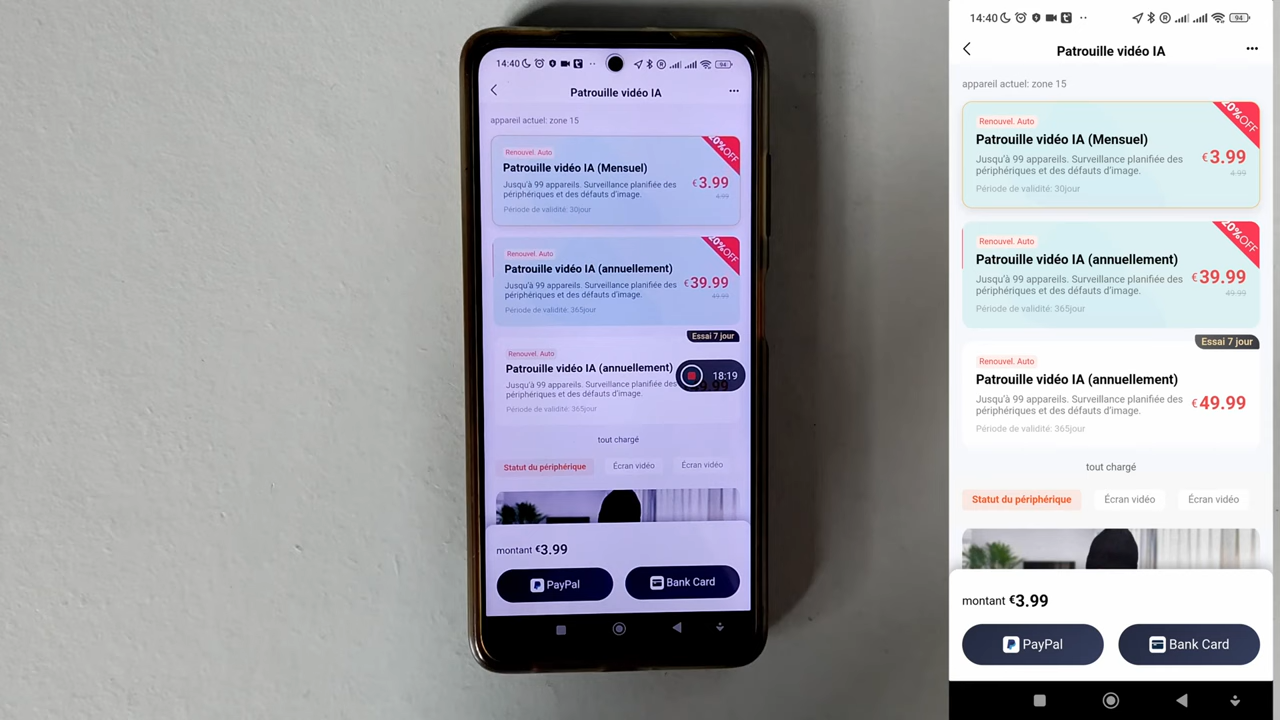 14:40
94
Patrouille vidéo IA
appareil actuel: zone 15
20%OFF
Renouvel. Auto
Patrouille vidéo IA (Mensuel)
Jusqu'à 99 appareils. Surveillance planifiée des
périphériques et des défauts d'image.
€3.99
4.99
Période de validité: 30jour
20%OFF
Renouvel. Auto
Patrouille vidéo IA (annuellement)
Jusqu'à 99 appareils. Surveillance planifiée des
périphériques et des défauts d'image.
€39.99
49.99
Période de validité: 365jour
Essai 7 jour
Renouvel. Auto
Patrouille vidéo IA (annuellement)
18:19
Jusqu'à 99 appareils. Surveillance planifiée des
périphériques et des défauts d'image.
Période de validité: 365jour
tout chargé
Statut du périphérique
Écran vidéo
Écran vidéo
montant €3.99
PayPal
Bank Card
14:40
94
Patrouille vidéo IA
appareil actuel: zone 15
20%OFF
Renouvel. Auto
Patrouille vidéo IA (Mensuel)
Jusqu'à 99 appareils. Surveillance planifiée des
périphériques et des défauts d'image.
€3.99
4.99
Période de validité: 30jour
20%OFF
Renouvel. Auto
Patrouille vidéo IA (annuellement)
Jusqu'à 99 appareils. Surveillance planifiée des
périphériques et des défauts d'image.
€39.99
49.99
Période de validité: 365jour
Essai 7 jour
Renouvel. Auto
Patrouille vidéo IA (annuellement)
Jusqu'à 99 appareils. Surveillance planifiée des
périphériques et des défauts d'image.
€49.99
Période de validité: 365jour
tout chargé
Statut du périphérique
Écran vidéo
Écran vidéo
montant €3.99
PayPal
Bank Card